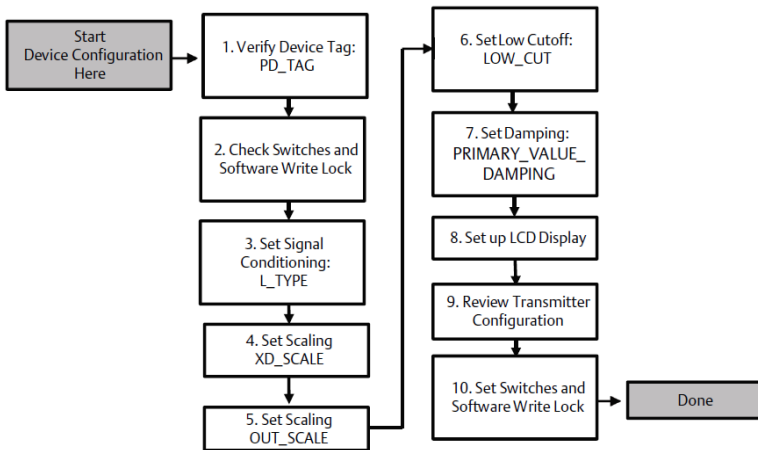 Start
Device Configuration
Here
1. Verify Device Tag:
PD_TAG
2. Check Switches and
Software Write Lock
3. Set Signal
Conditioning:
L_TYPE
4. Set Scaling
XD_SCALE
5. Set Scaling
OUT_SCALE
6. Set Low Cutoff:
LOW_CUT
7. Set Damping:
PRIMARY_VALUE_
DAMPING
8. Set up LCD Display
9. Review Transmitter
Configuration
10. Set Switches and
Software Write Lock
Done